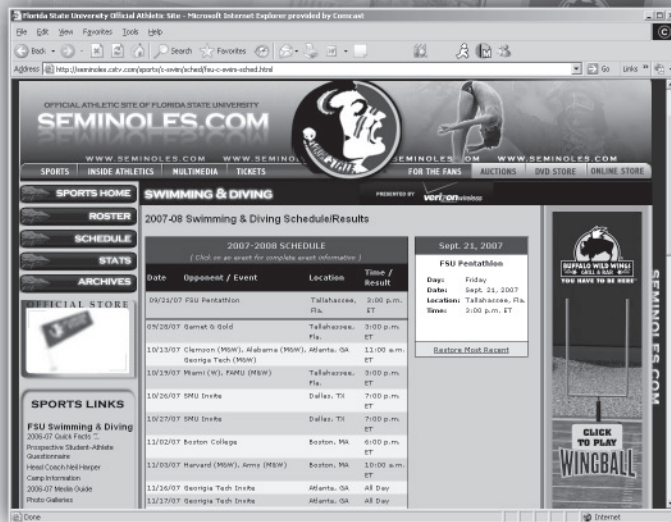 Florida State University Official Athletic Site - Microsoft Internet Explorer provided by Comcast
File Edit View Favorites Tools Help
Back Search Favorites
Address http://seminoles.cstv.com/sports/c-swim/sched/fsu-c-swim-sched.html Go Links
OFFICIAL ATHLETIC SITE OF FLORIDA STATE UNIVERSITY
SEMINOLES.COM
WWW.SEMINOLES.COM WWW.SEMINOLES.COM
SPORTS INSIDE ATHLETICS MULTIMEDIA TICKETS FOR THE FANS AUCTIONS DVD STORE ONLINE STORE
SPORTS HOME
ROSTER
SCHEDULE
STATS
ARCHIVES
OFFICIAL STORE
SPORTS LINKS
FSU Swimming & Diving
2006-07 Quick Facts
Prospective Student-Athlete
Questionnaire
Head Coach Neil Harper
Camp Information
2006-07 Media Guide
Photo Galleries
SWIMMING & DIVING PRESENTED BY verizon wireless
2007-08 Swimming & Diving Schedule/Results
2007-2008 SCHEDULE
( Click on an event for complete event information )
Date Opponent / Event Location Time / Result
09/21/07 FSU Pentathlon Tallahassee, Fla. 3:00 p.m. ET
09/28/07 Garnet & Gold Tallahassee, Fla. 3:00 p.m. ET
10/13/07 Clemson (M&W), Alabama (M&W), Georgia Tech (M&W) Atlanta, GA 11:00 a.m. ET
10/19/07 Miami (W), FAMU (M&W) Tallahassee, Fla. 3:00 p.m. ET
10/26/07 SMU Invite Dallas, TX 7:00 p.m. ET
10/27/07 SMU Invite Dallas, TX 7:00 p.m. ET
11/02/07 Boston College Boston, MA 6:00 p.m. ET
11/03/07 Harvard (M&W), Army (M&W) Boston, MA 10:00 a.m. ET
11/16/07 Georgia Tech Invite Atlanta, GA All Day
11/17/07 Georgia Tech Invite Atlanta, GA All Day
Sept. 21, 2007
FSU Pentathlon
Day: Friday
Date: Sept. 21, 2007
Location: Tallahassee, Fla.
Time: 3:00 p.m. ET
Restore Most Recent
BUFFALO WILD WINGS
GRILL & BAR
YOU HAVE TO BE HERE
CLICK
TO PLAY
WINGBALL
SEMINOLES.COM
Done Internet